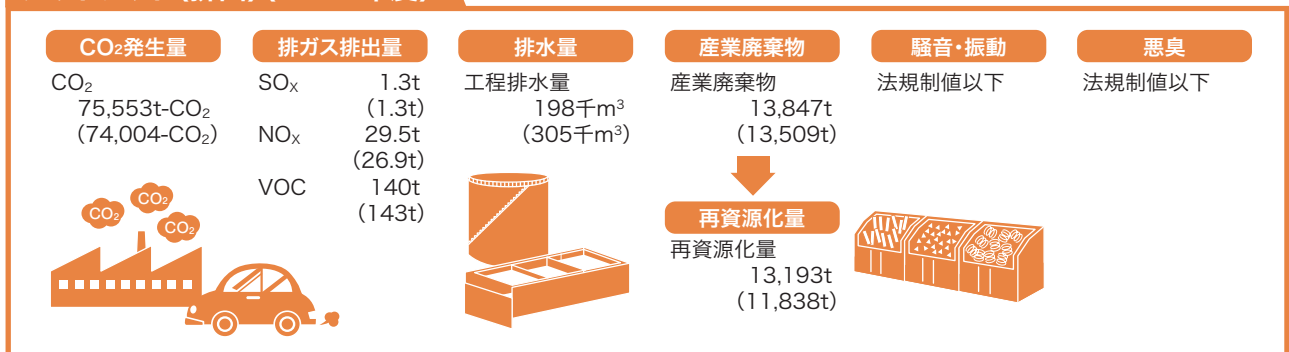 CO₂発生量
CO₂
75,553t-CO₂
(74,004-CO₂)
CO₂
CO₂
CO₂
排ガス排出量
SOx
1.3t
(1.3t)
NOx
29.5t
(26.9t)
VOC
140t
(143t)
排水量
工程排水量
198千m³
(305千m³)
産業廃棄物
産業廃棄物
13,847t
(13,509t)
再資源化量
再資源化量
13,193t
(11,838t)
騒音・振動
法規制値以下
悪臭
法規制値以下